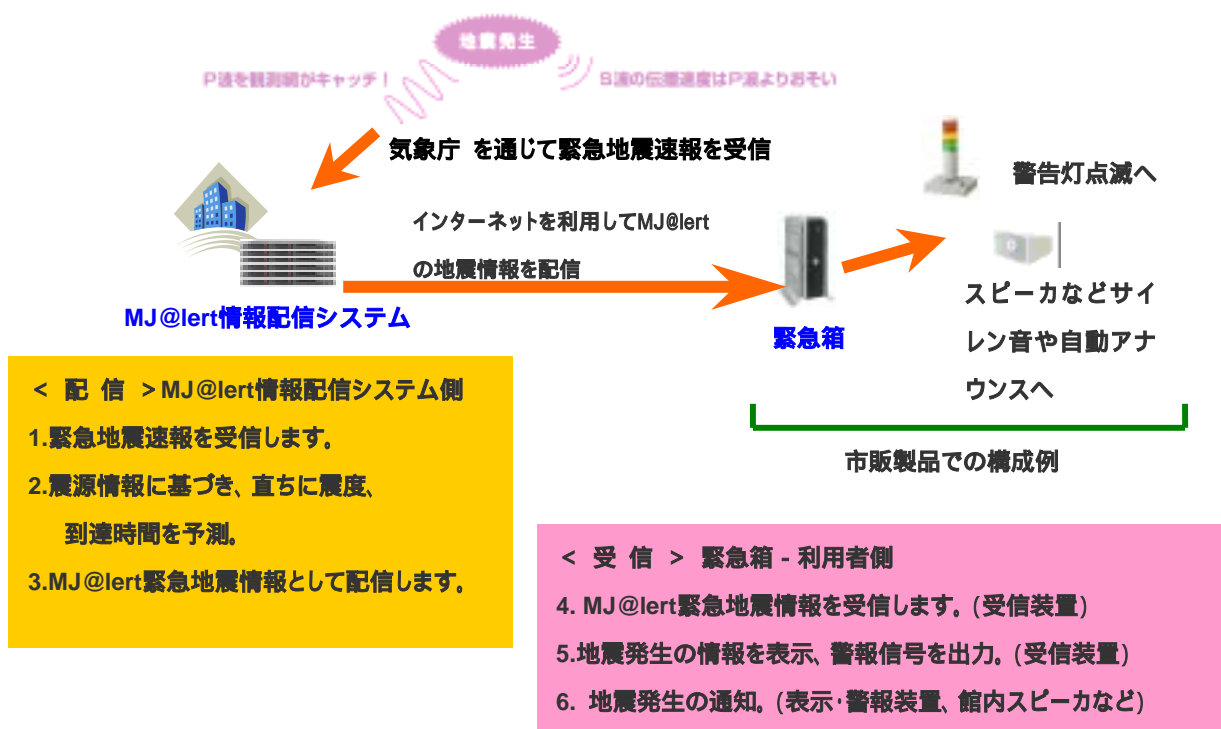 地震発生
P波を観測網がキャッチ！
S波の伝播速度はP波よりおそい
気象庁 を通じて緊急地震速報を受信
警告灯点滅へ
インターネットを利用してMJ@lert
の地震情報を配信
MJ@lert情報配信システム
緊急箱
スピーカなどサイ
レン音や自動アナ
ウンスへ
市販製品での構成例
< 配 信 >MJ@lert情報配信システム側
1.緊急地震速報を受信します。
2.震源情報に基づき、直ちに震度、
到達時間を予測。
3.MJ@lert緊急地震情報として配信します。
< 受 信 > 緊急箱 - 利用者側
4. MJ@lert緊急地震情報を受信します。(受信装置)
5.地震発生の情報を表示、警報信号を出力。(受信装置)
6. 地震発生の通知。(表示･警報装置、館内スピーカなど)